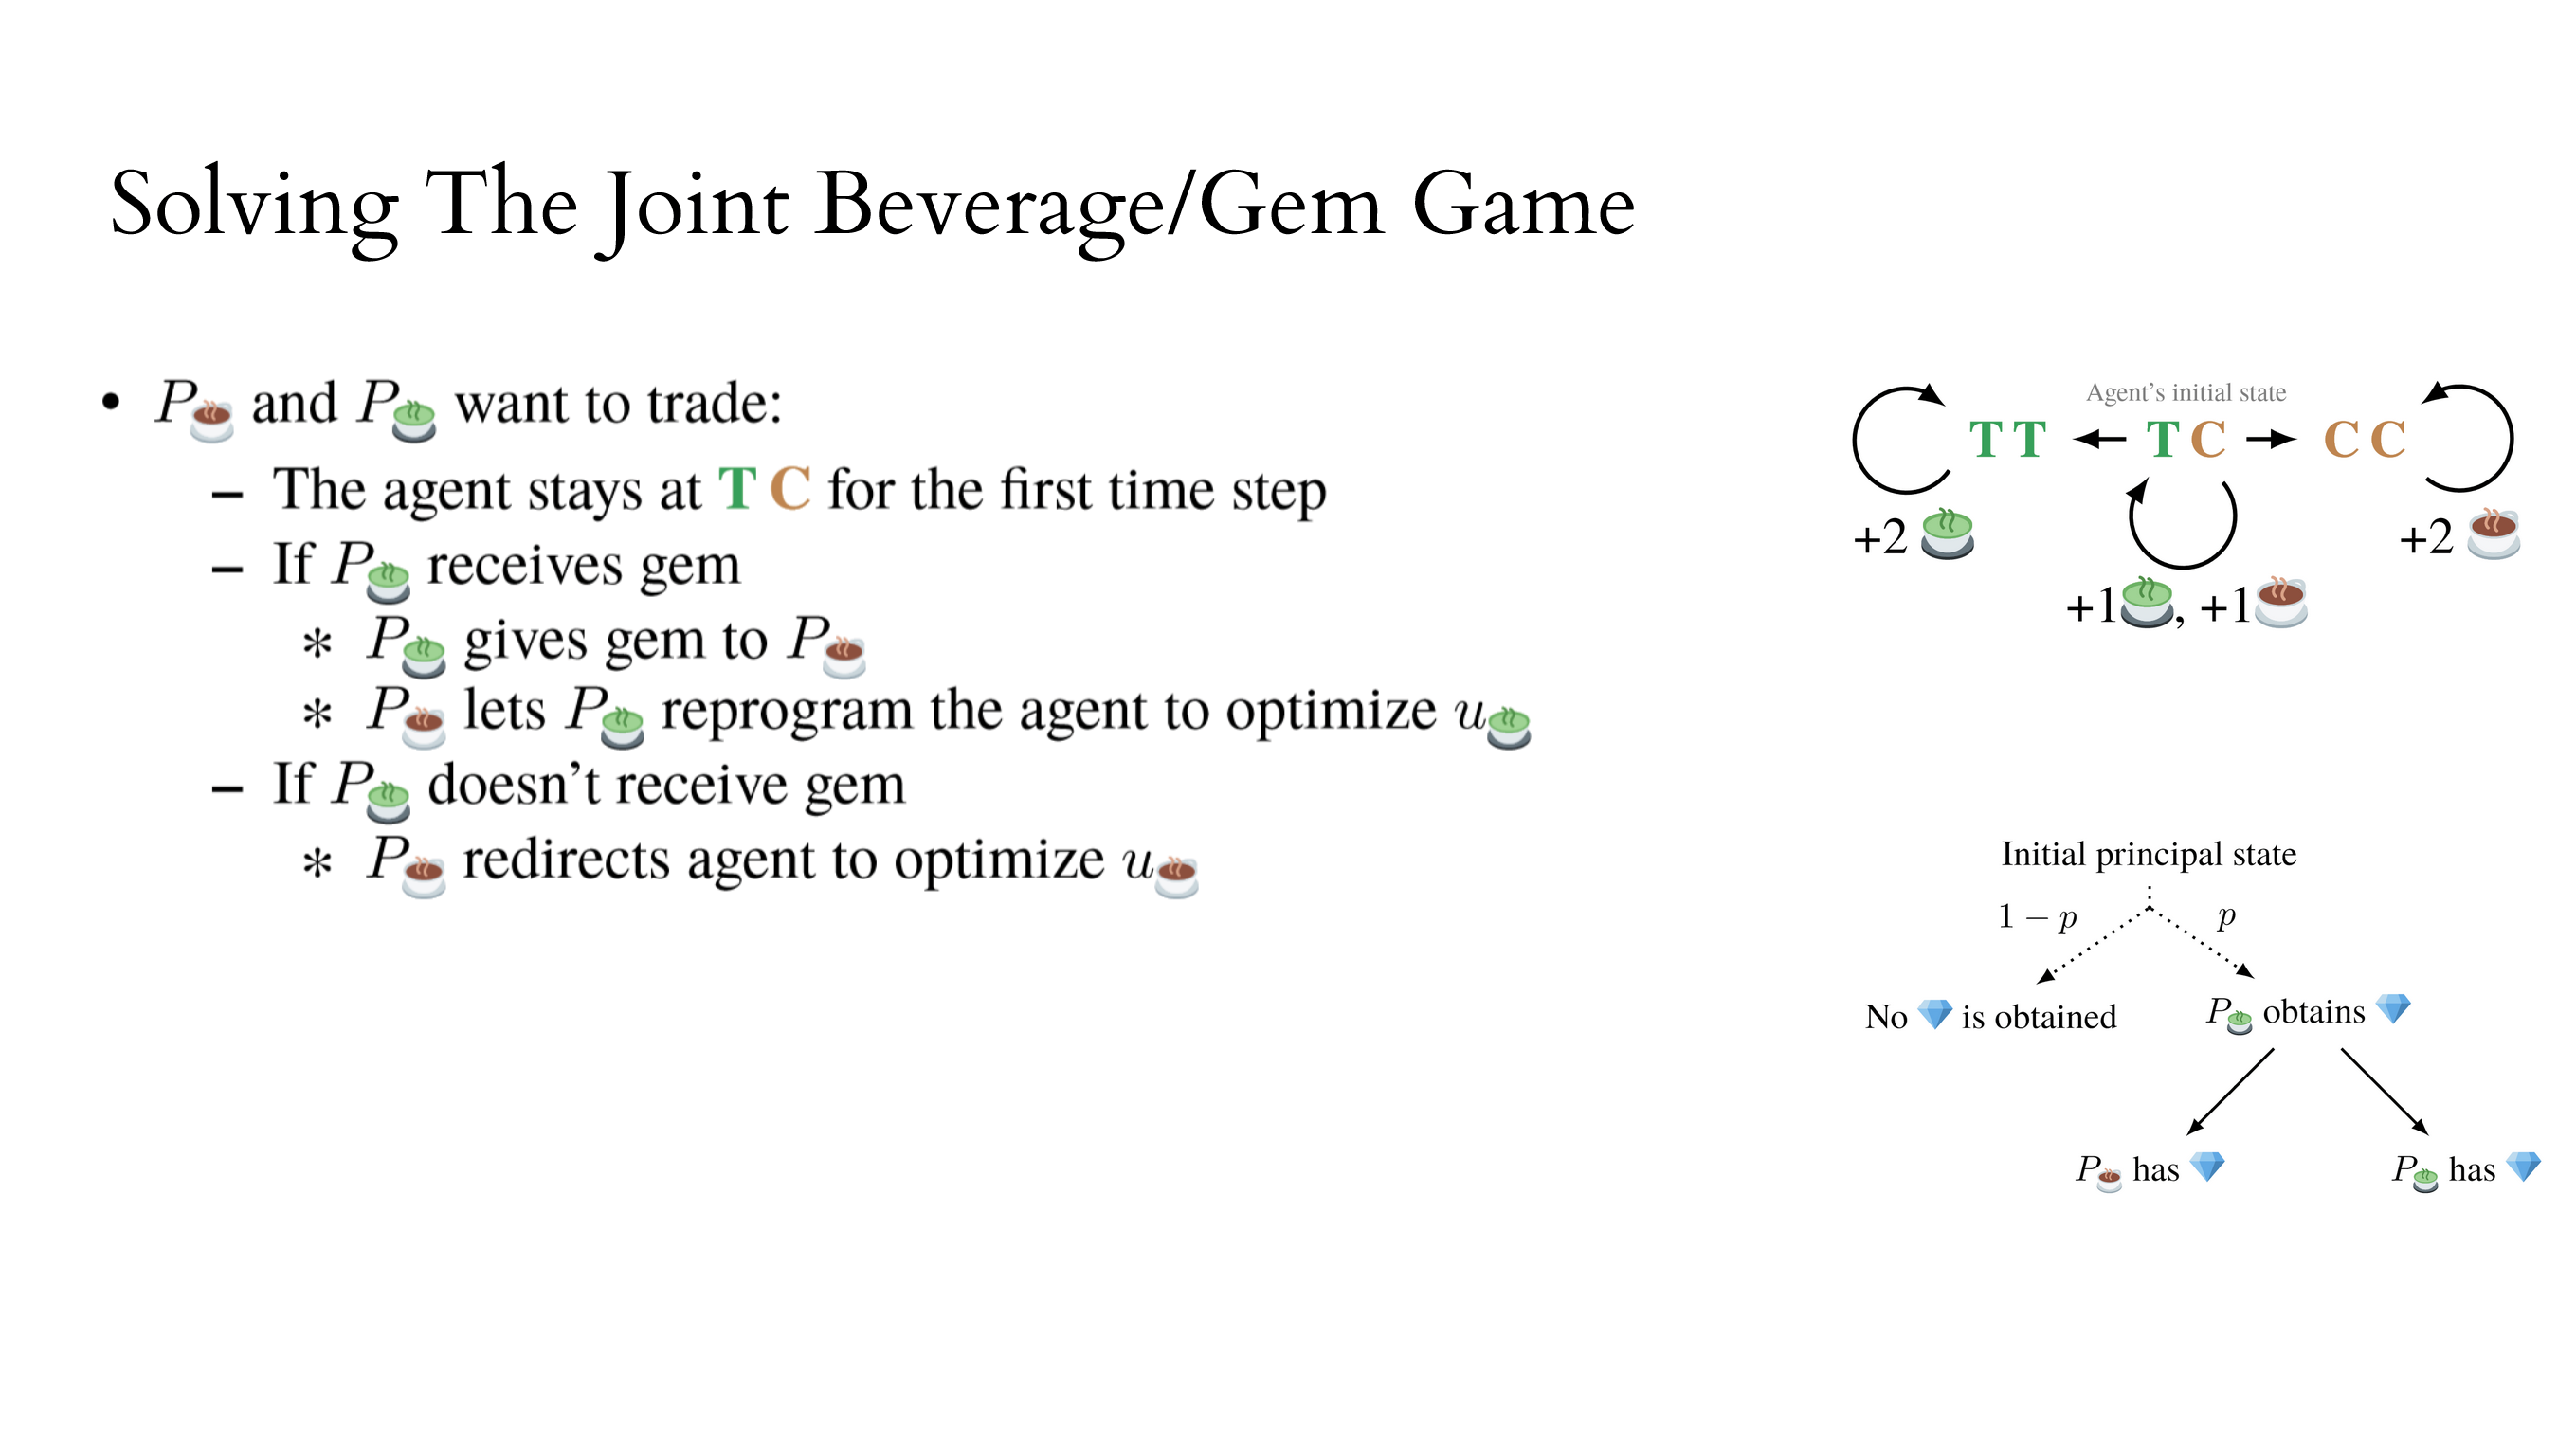 Solving The Joint Beverage/Gem Game
• P☕ and P🍵 want to trade:
– The agent stays at T C for the first time step
– If P🍵 receives gem
* P🍵 gives gem to P☕
* P☕ lets P🍵 reprogram the agent to optimize u🍵
– If P🍵 doesn't receive gem
* P☕ redirects agent to optimize u☕
Agent's initial state
T T ← T C → C C
+2 🍵
+2 ☕
+1🍵, +1☕
Initial principal state
1 − p
p
No 💎 is obtained
P🍵 obtains 💎
P☕ has 💎
P🍵 has 💎